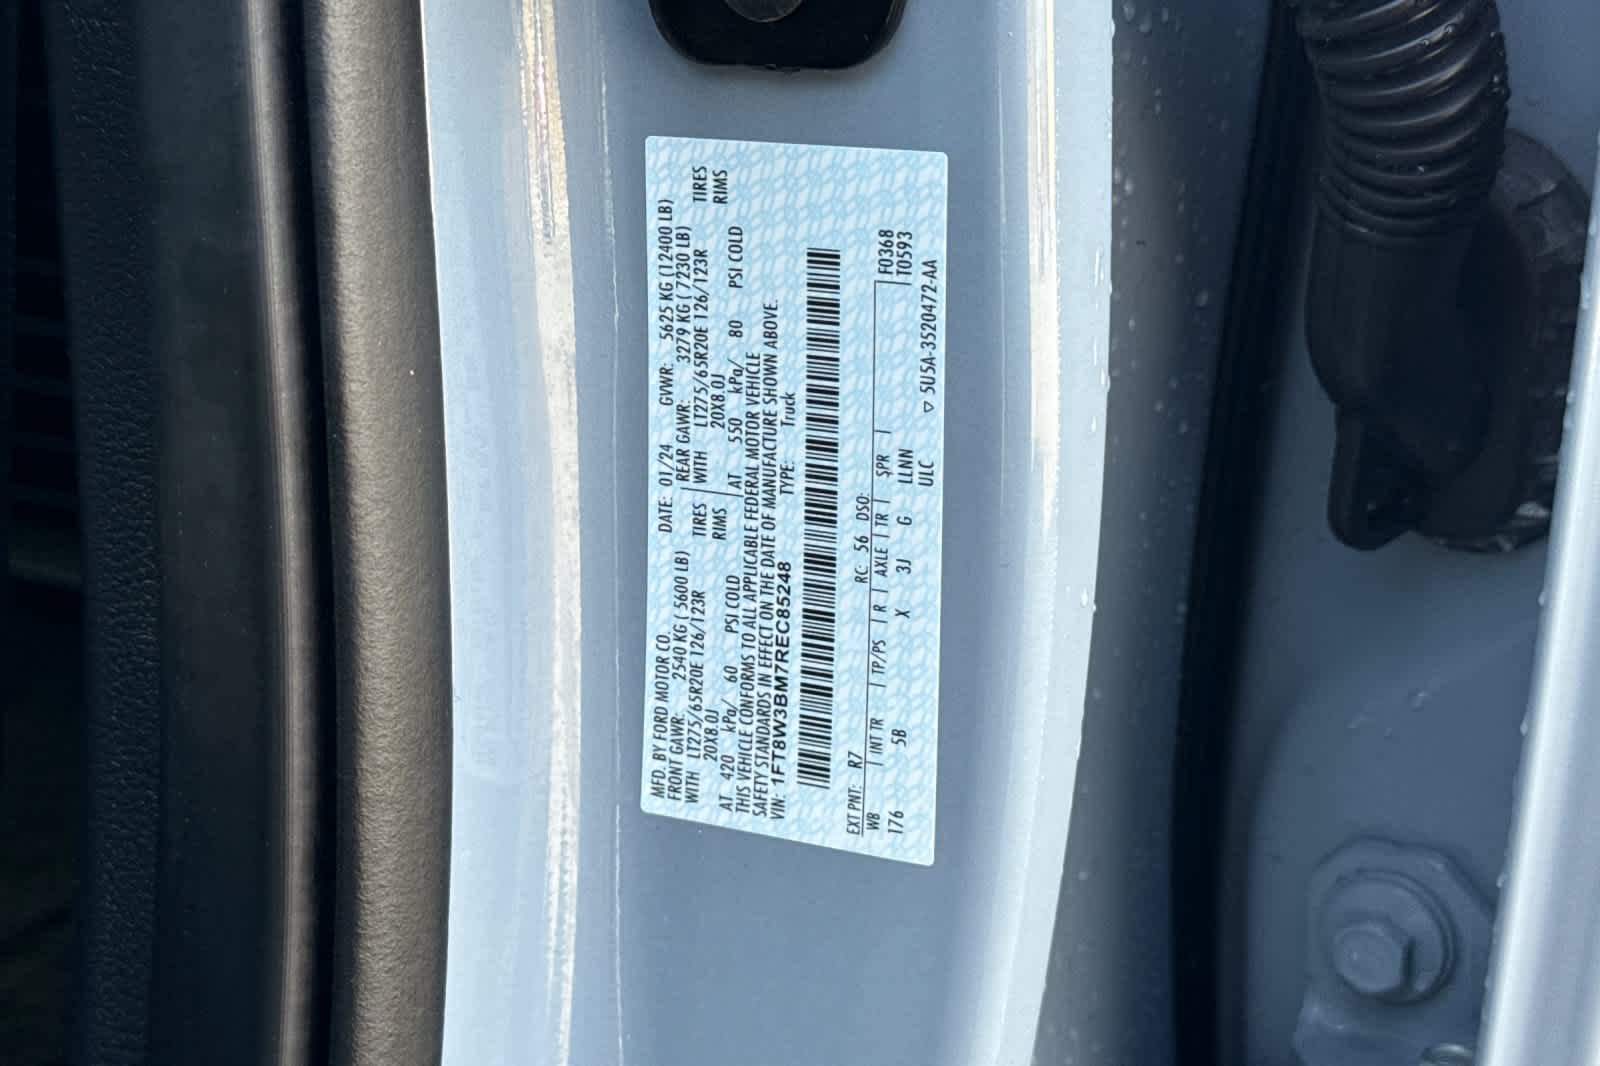 MFD. BY FORD MOTOR CO. DATE: 01/24 GVWR: 5625 KG (12400 LB)
FRONT GAWR: 2540 KG ( 5600 LB) REAR GAWR: 3279 KG ( 7230 LB)
WITH LT275/65R20E 126/123R TIRES WITH LT275/65R20E 126/123R TIRES
20X8.0J RIMS 20X8.0J RIMS
AT 420 kPa/ 60 PSI COLD AT 550 kPa/ 80 PSI COLD
THIS VEHICLE CONFORMS TO ALL APPLICABLE FEDERAL MOTOR VEHICLE
SAFETY STANDARDS IN EFFECT ON THE DATE OF MANUFACTURE SHOWN ABOVE.
VIN: 1FT8W3BM7REC85248 TYPE: Truck
EXT PNT: R7 RC: 56 DSO: F0368
WB INT TR TP/PS R AXLE TR SPR T0593
176 5B X 3J G LLNN
ULC ▽ 5U5A-3520472-AA